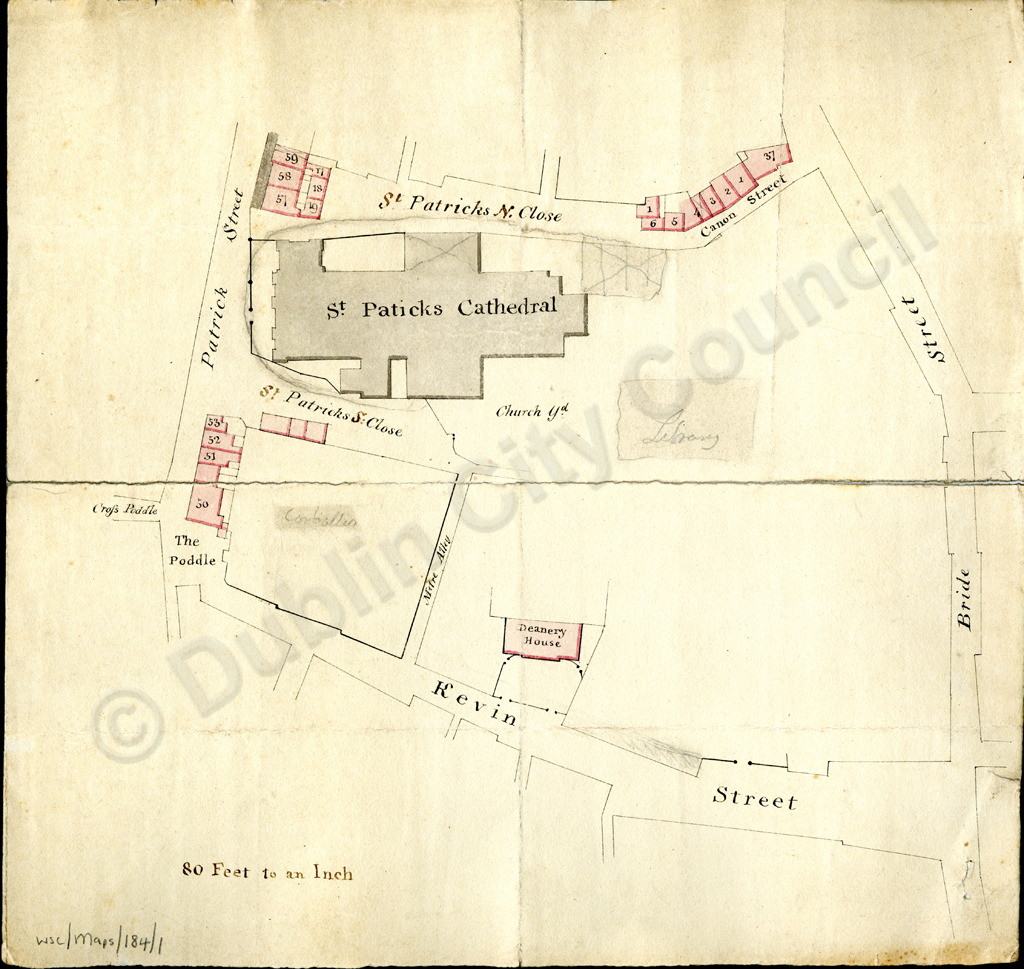 59
58
57
11
18
19
St Patricks N. Close
1
6
5
4
3
2
1
37
Canon Street
Patrick Street
St Paticks Cathedral
St Patricks S. Close
Church Yd
Library
Street
53
52
51
50
Cross Poddle
The
Poddle
Mitre Alley
Deanery
House
Bride
Kevin
Street
80 Feet to an Inch
WSC/Maps/184/1
© Dublin City Council